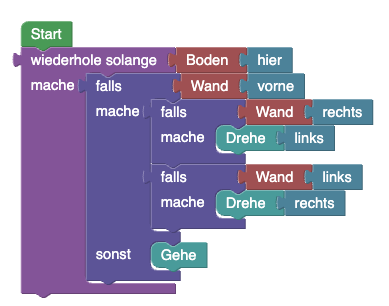 Start
wiederhole solange Boden hier
mache falls Wand vorne
mache falls Wand rechts
mache Drehe links
falls Wand links
mache Drehe rechts
sonst Gehe